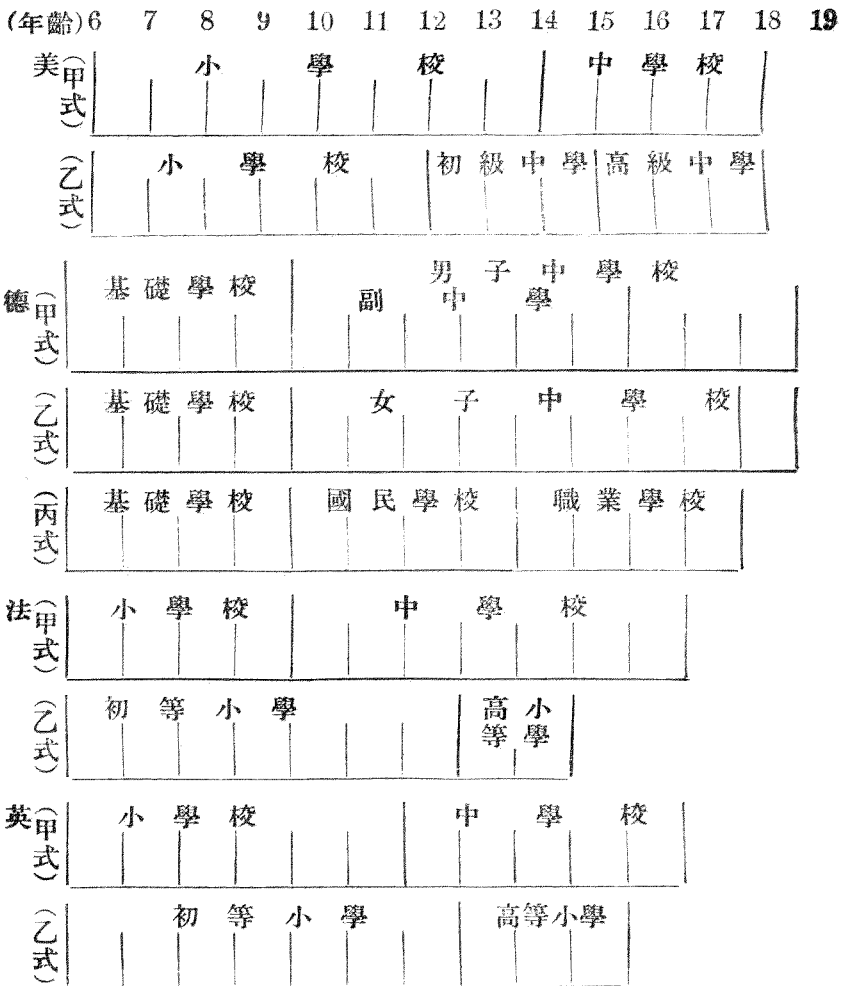 (年齡)6 7 8 9 10 11 12 13 14 15 16 17 18 19
美(甲式) 小學校 中學校
(乙式) 小學校 初級中學 高級中學
德(甲式) 基礎學校 男子中學校
副中學
(乙式) 基礎學校 女子中學校
(丙式) 基礎學校 國民學校 職業學校
法(甲式) 小學校 中學校
(乙式) 初等小學 高等小學
英(甲式) 小學校 中學校
(乙式) 初等小學 高等小學